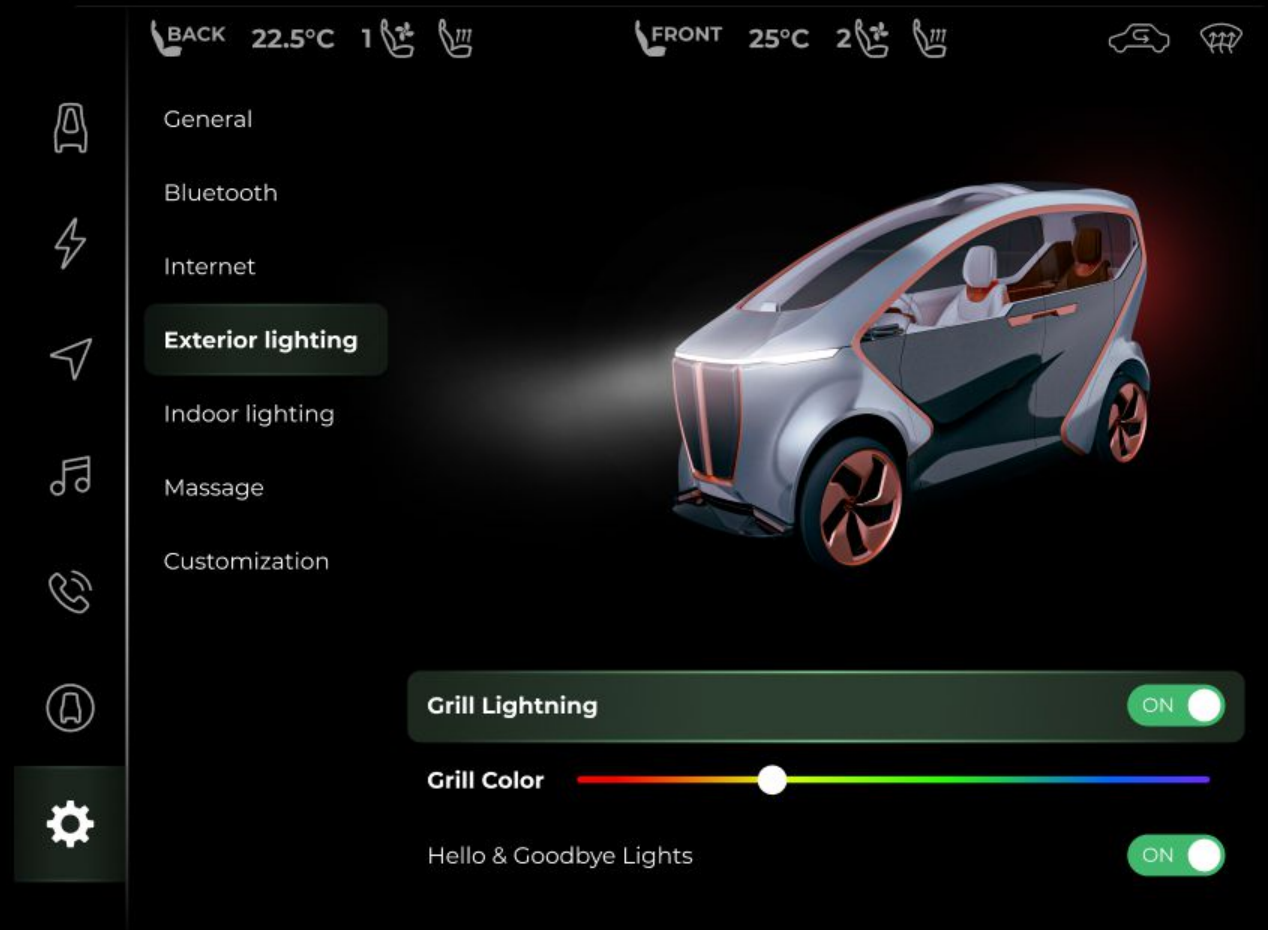 BACK 22.5°C 1 FRONT 25°C 2
General
Bluetooth
Internet
Exterior lighting
Indoor lighting
Massage
Customization
Grill Lightning ON
Grill Color
Hello & Goodbye Lights ON